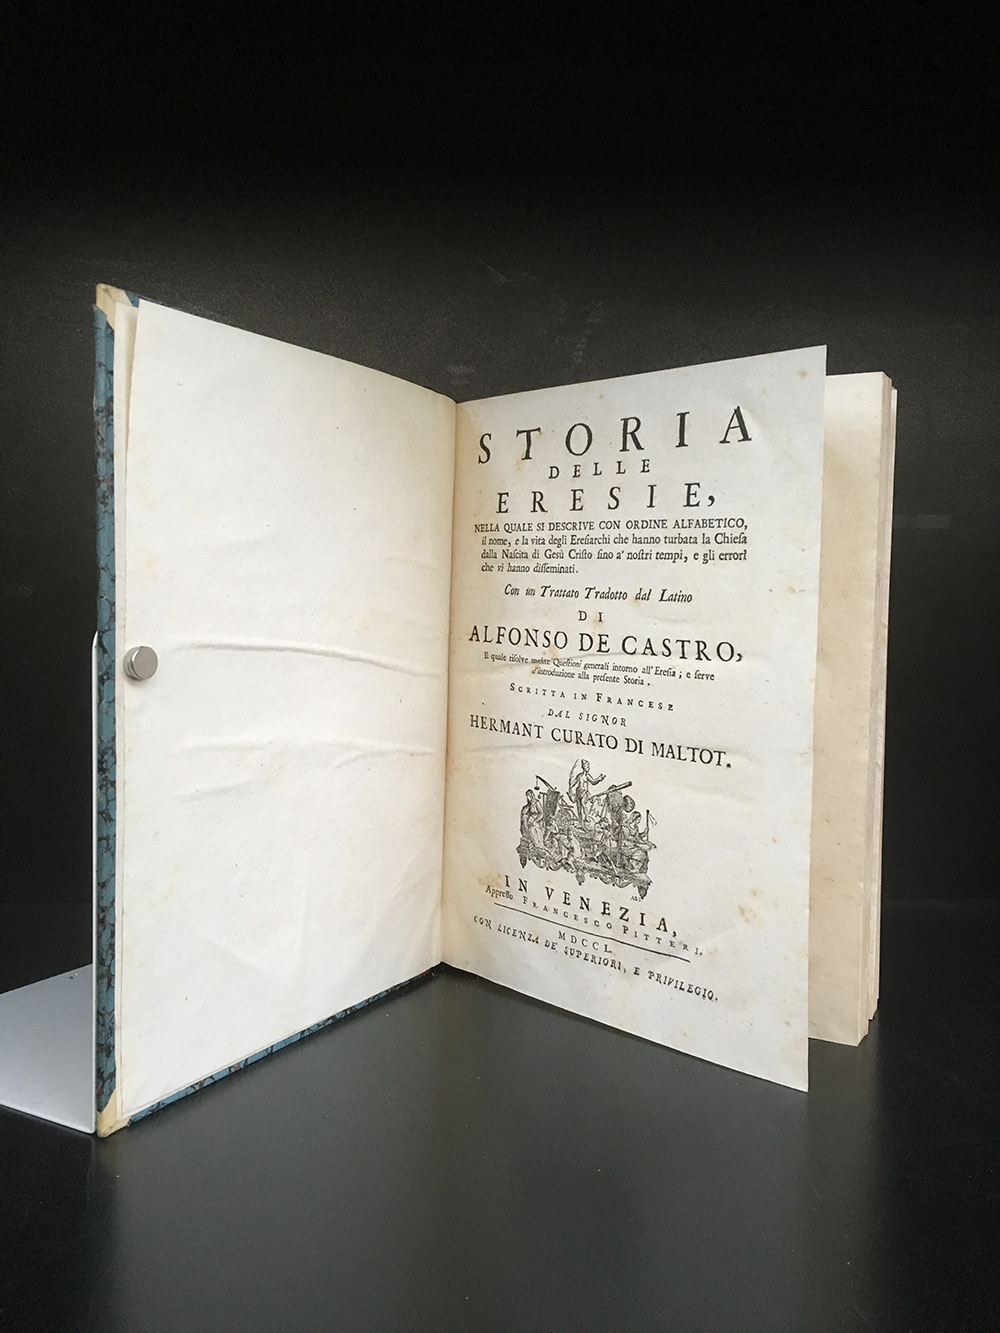 STORIA
DELLE
ERESIE,
NELLA QUALE SI DESCRIVE CON ORDINE ALFABETICO,
il nome, e la vita degli Ereſiarchi che hanno turbata la Chieſa
dalla Naſcita di Gesù Criſto ſino a' noſtri tempi, e gli errori
che vi hanno diſſeminati.
Con un Trattato Tradotto dal Latino
DI
ALFONSO DE CASTRO,
Il quale riſolve molte Queſtioni generali intorno all'Ereſia; e ſerve
d'introduzione alla preſente Storia.
SCRITTA IN FRANCESE
DAL SIGNOR
HERMANT CURATO DI MALTOT.
IN VENEZIA,
Appreſſo FRANCESCO PITTERI.
MDCCL.
CON LICENZA DE' SUPERIORI, E PRIVILEGIO.